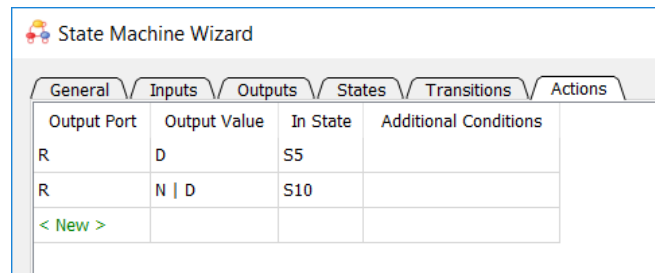 State Machine Wizard
General Inputs Outputs States Transitions Actions
Output Port Output Value In State Additional Conditions
R D S5
R N | D S10
< New >